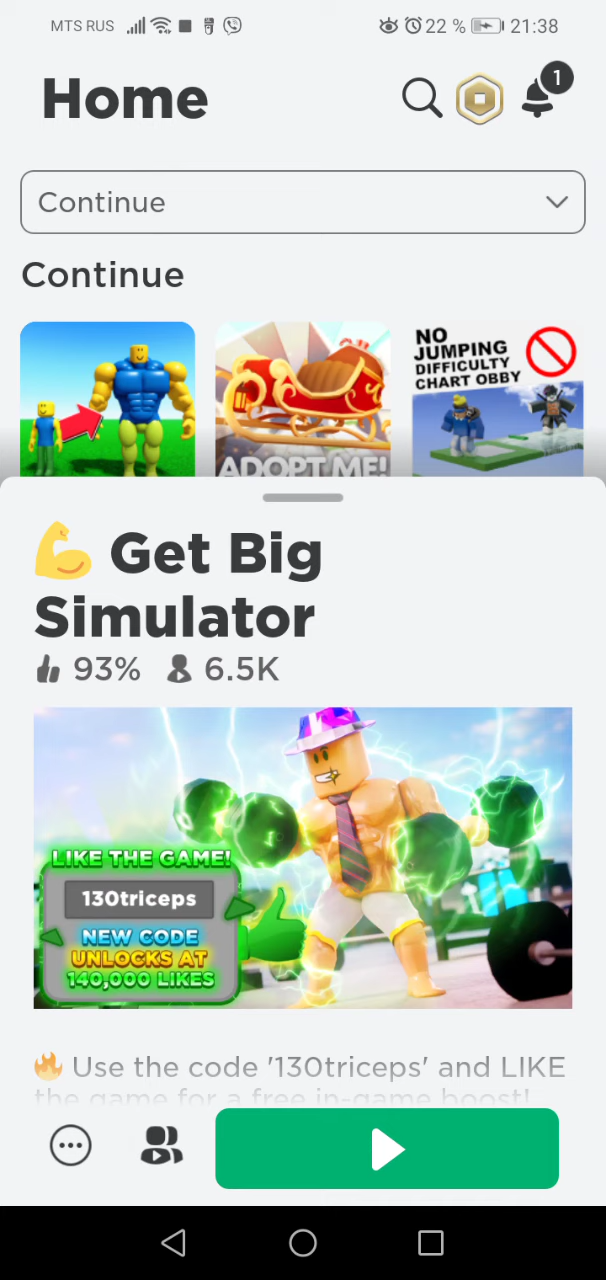 MTS RUS 22 % 21:38
Home 1
Continue
Continue
NO
JUMPING
DIFFICULTY
CHART OBBY
ADOPT ME!
💪 Get Big
Simulator
93% 6.5K
LIKE THE GAME!
130triceps
NEW CODE
UNLOCKS AT
140,000 LIKES
🔥 Use the code '130triceps' and LIKE
the game for a free in-game boost!